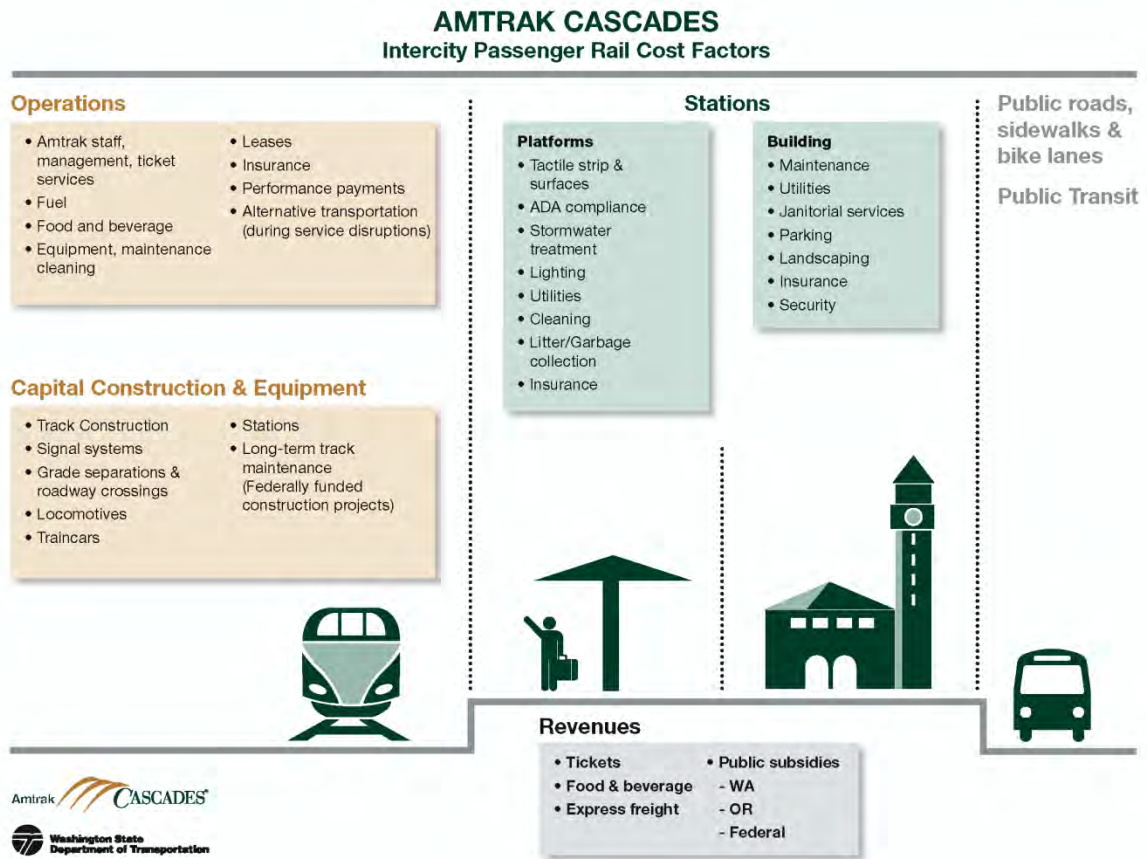 AMTRAK CASCADES
Intercity Passenger Rail Cost Factors
Operations
• Amtrak staff,
management, ticket
services
• Fuel
• Food and beverage
• Equipment, maintenance
cleaning
• Leases
• Insurance
• Performance payments
• Alternative transportation
(during service disruptions)
Capital Construction & Equipment
• Track Construction
• Signal systems
• Grade separations &
roadway crossings
• Locomotives
• Traincars
• Stations
• Long-term track
maintenance
(Federally funded
construction projects)
Stations
Platforms
• Tactile strip &
surfaces
• ADA compliance
• Stormwater
treatment
• Lighting
• Utilities
• Cleaning
• Litter/Garbage
collection
• Insurance
Building
• Maintenance
• Utilities
• Janitorial services
• Parking
• Landscaping
• Insurance
• Security
Public roads,
sidewalks &
bike lanes
Public Transit
Revenues
• Tickets
• Food & beverage
• Express freight
• Public subsidies
- WA
- OR
- Federal
Amtrak CASCADES®
Washington State
Department of Transportation